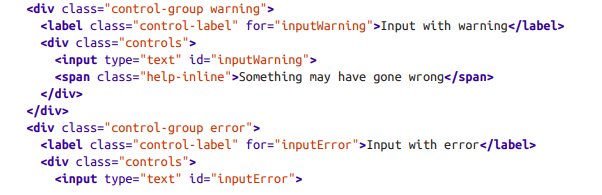 <div class="control-group warning">
  <label class="control-label" for="inputWarning">Input with warning</label>
  <div class="controls">
    <input type="text" id="inputWarning">
    <span class="help-inline">Something may have gone wrong</span>
  </div>
</div>
<div class="control-group error">
  <label class="control-label" for="inputError">Input with error</label>
  <div class="controls">
    <input type="text" id="inputError">